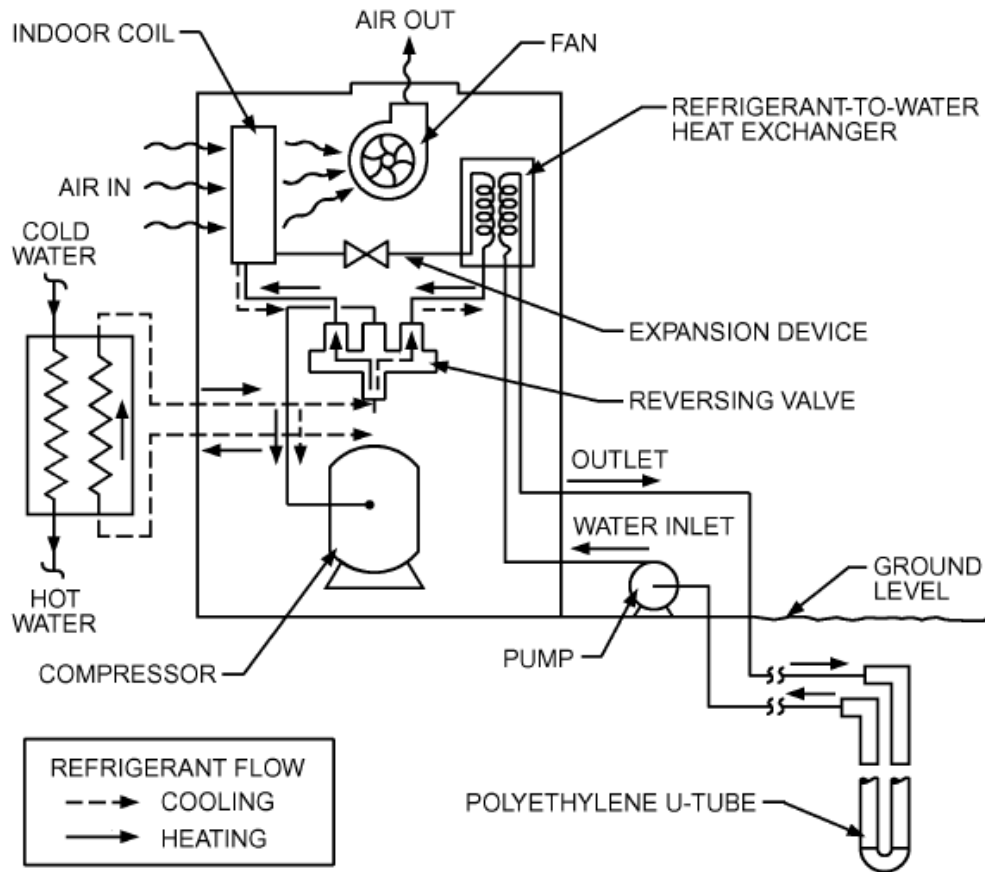 AIR OUT
INDOOR COIL
FAN
REFRIGERANT-TO-WATER
HEAT EXCHANGER
AIR IN
COLD
WATER
EXPANSION DEVICE
REVERSING VALVE
OUTLET
WATER INLET
GROUND
LEVEL
HOT
WATER
PUMP
COMPRESSOR
REFRIGERANT FLOW
COOLING
HEATING
POLYETHYLENE U-TUBE